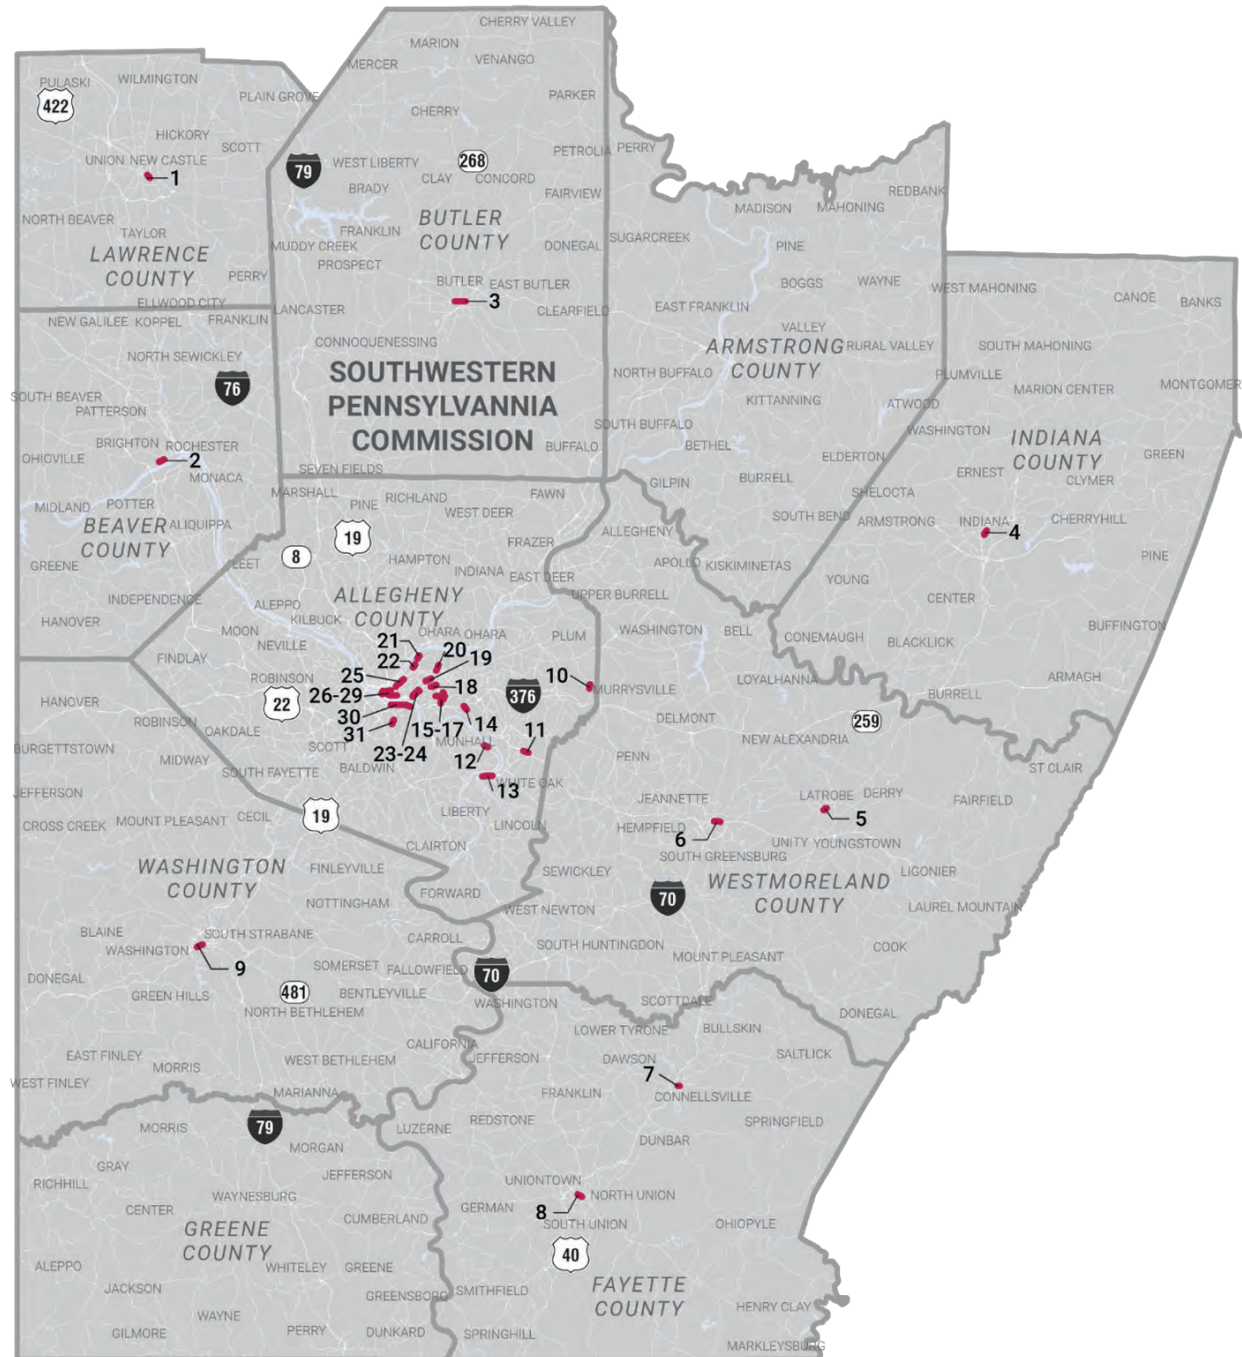 CHERRY VALLEY
MARION
VENANGO
MERCER
PULASKI
WILMINGTON
PLAIN GROVE
PARKER
422
CHERRY
HICKORY
SCOTT
PETROLIA
PERRY
UNION
NEW CASTLE
79
WEST LIBERTY
268
1
BRADY
CLAY
CONCORD
FAIRVIEW
REDBANK
NORTH BEAVER
MADISON
MAHONING
TAYLOR
BUTLER
COUNTY
FRANKLIN
SUGARCREEK
MUDDY CREEK
DONEGAL
PINE
LAWRENCE
COUNTY
PROSPECT
PERRY
BUTLER
EAST BUTLER
BOGGS
WAYNE
WEST MAHONING
CANOE
BANKS
ELLWOOD CITY
3
LANCASTER
CLEARFIELD
EAST FRANKLIN
NEW GALILEE
KOPPEL
FRANKLIN
VALLEY
CONNOQUENESSING
ARMSTRONG
COUNTY
RURAL VALLEY
SOUTH MAHONING
NORTH SEWICKLEY
SOUTHWESTERN
PENNSYLVANNIA
COMMISSION
NORTH BUFFALO
PLUMVILLE
76
MARION CENTER
MONTGOMER
SOUTH BEAVER
PATTERSON
KITTANNING
ATWOOD
SOUTH BUFFALO
WASHINGTON
BRIGHTON
ROCHESTER
BUFFALO
BETHEL
INDIANA
COUNTY
OHIOVILLE
2
ELDERTON
GREEN
SEVEN FIELDS
MONACA
ERNEST
CLYMER
GILPIN
BURRELL
MARSHALL
RICHLAND
FAWN
SHELOCTA
MIDLAND
POTTER
PINE
WEST DEER
SOUTH BEND
ARMSTRONG
INDIANA
CHERRYHILL
BEAVER
COUNTY
ALIQUIPPA
ALLEGHENY
4
19
8
FRAZER
GREENE
LEET
HAMPTON
INDIANA
EAST DEER
APOLLO
KISKIMINETAS
PINE
YOUNG
ALLEGHENY
COUNTY
UPPER BURRELL
INDEPENDENCE
ALEPPO
CENTER
HANOVER
KILBUCK
MOON
OHARA
OHARA
PLUM
WASHINGTON
BELL
CONEMAUGH
BLACKLICK
BUFFINGTON
21
NEVILLE
22
20
19
FINDLAY
25
10
ROBINSON
18
MURRYSVILLE
LOYALHANNA
ARMAGH
26-29
376
BURRELL
HANOVER
22
30
15-17
14
DELMONT
259
ROBINSON
31
OAKDALE
MUNHALL
11
NEW ALEXANDRIA
BURGETTSTOWN
SCOTT
23-24
12
PENN
MIDWAY
BALDWIN
ST CLAIR
SOUTH FAYETTE
13
WHITE OAK
JEFFERSON
JEANNETTE
LATROBE
DERRY
FAIRFIELD
LIBERTY
CROSS CREEK
MOUNT PLEASANT
CECIL
19
LINCOLN
HEMPFIELD
5
6
UNITY
YOUNGSTOWN
CLAIRTON
SOUTH GREENSBURG
WASHINGTON
COUNTY
FINLEYVILLE
SEWICKLEY
LIGONIER
WESTMORELAND
COUNTY
FORWARD
70
NOTTINGHAM
WEST NEWTON
LAUREL MOUNTAIN
BLAINE
SOUTH STRABANE
WASHINGTON
CARROLL
SOUTH HUNTINGDON
COOK
MOUNT PLEASANT
9
SOMERSET
FALLOWFIELD
70
DONEGAL
481
GREEN HILLS
BENTLEYVILLE
WASHINGTON
SCOTTDALE
NORTH BETHLEHEM
DONEGAL
LOWER TYRONE
BULLSKIN
CALIFORNIA
EAST FINLEY
WEST BETHLEHEM
JEFFERSON
DAWSON
SALTLICK
MORRIS
7
WEST FINLEY
MARIANNA
FRANKLIN
CONNELLSVILLE
79
MORRIS
LUZERNE
REDSTONE
SPRINGFIELD
MORGAN
DUNBAR
GRAY
JEFFERSON
RICHHILL
UNIONTOWN
WAYNESBURG
NORTH UNION
CENTER
GERMAN
8
CUMBERLAND
SOUTH UNION
OHIOPYLE
GREENE
COUNTY
40
ALEPPO
WHITELEY
GREENE
FAYETTE
COUNTY
JACKSON
GREENSBORO
SMITHFIELD
WAYNE
HENRY CLAY
GILMORE
PERRY
DUNKARD
SPRINGHILL
MARKLEYSBURG